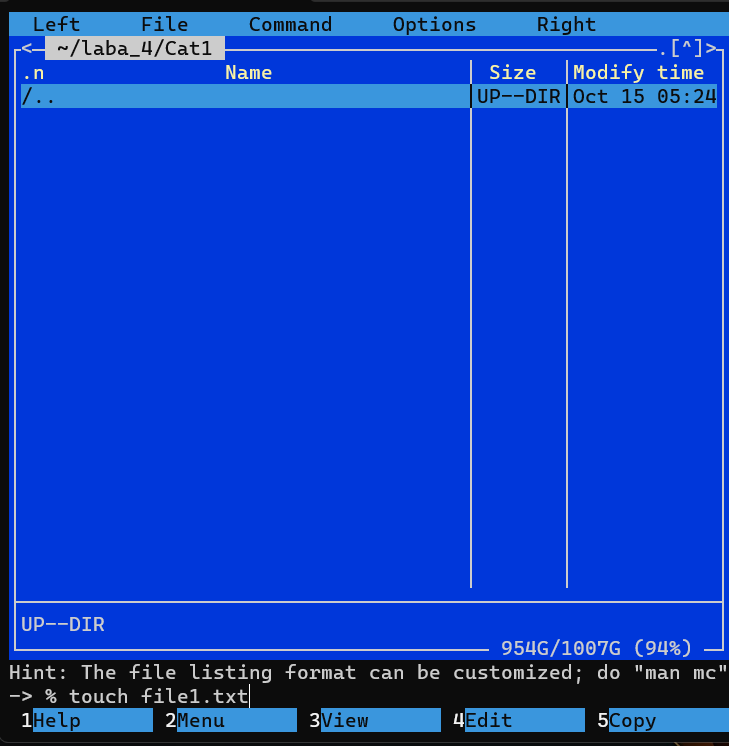 Left File Command Options Right
<— ~/laba_4/Cat1 .[^]>
.n Name Size Modify time
/.. UP--DIR Oct 15 05:24
UP--DIR
954G/1007G (94%)
Hint: The file listing format can be customized; do "man mc"
-> % touch file1.txt
1Help 2Menu 3View 4Edit 5Copy